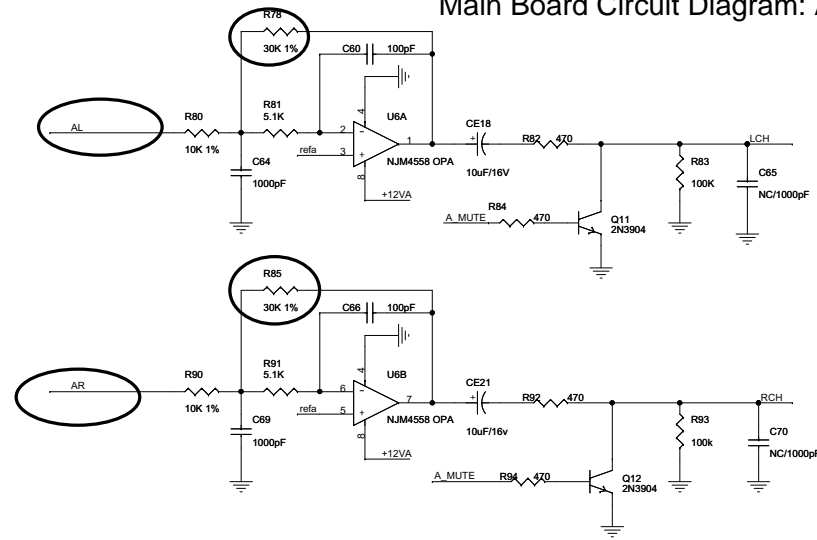 Main Board Circuit Diagram:
R78
30K 1%
C60 100pF
AL
R80
10K 1%
R81
5.1K
C64
1000pF
4
U6A
2
3
1
8
refa
NJM4558 OPA
+12VA
CE18
+
10uF/16V
R82 470
LCH
R83
100K
C65
NC/1000pF
A_MUTE
R84
470
Q11
2N3904
R85
30K 1%
C66 100pF
AR
R90
10K 1%
R91
5.1K
C69
1000pF
4
U6B
6
5
7
8
refa
NJM4558 OPA
+12VA
CE21
+
10uF/16v
R92 470
RCH
R93
100k
C70
NC/1000pF
A_MUTE
R94 470
Q12
2N3904